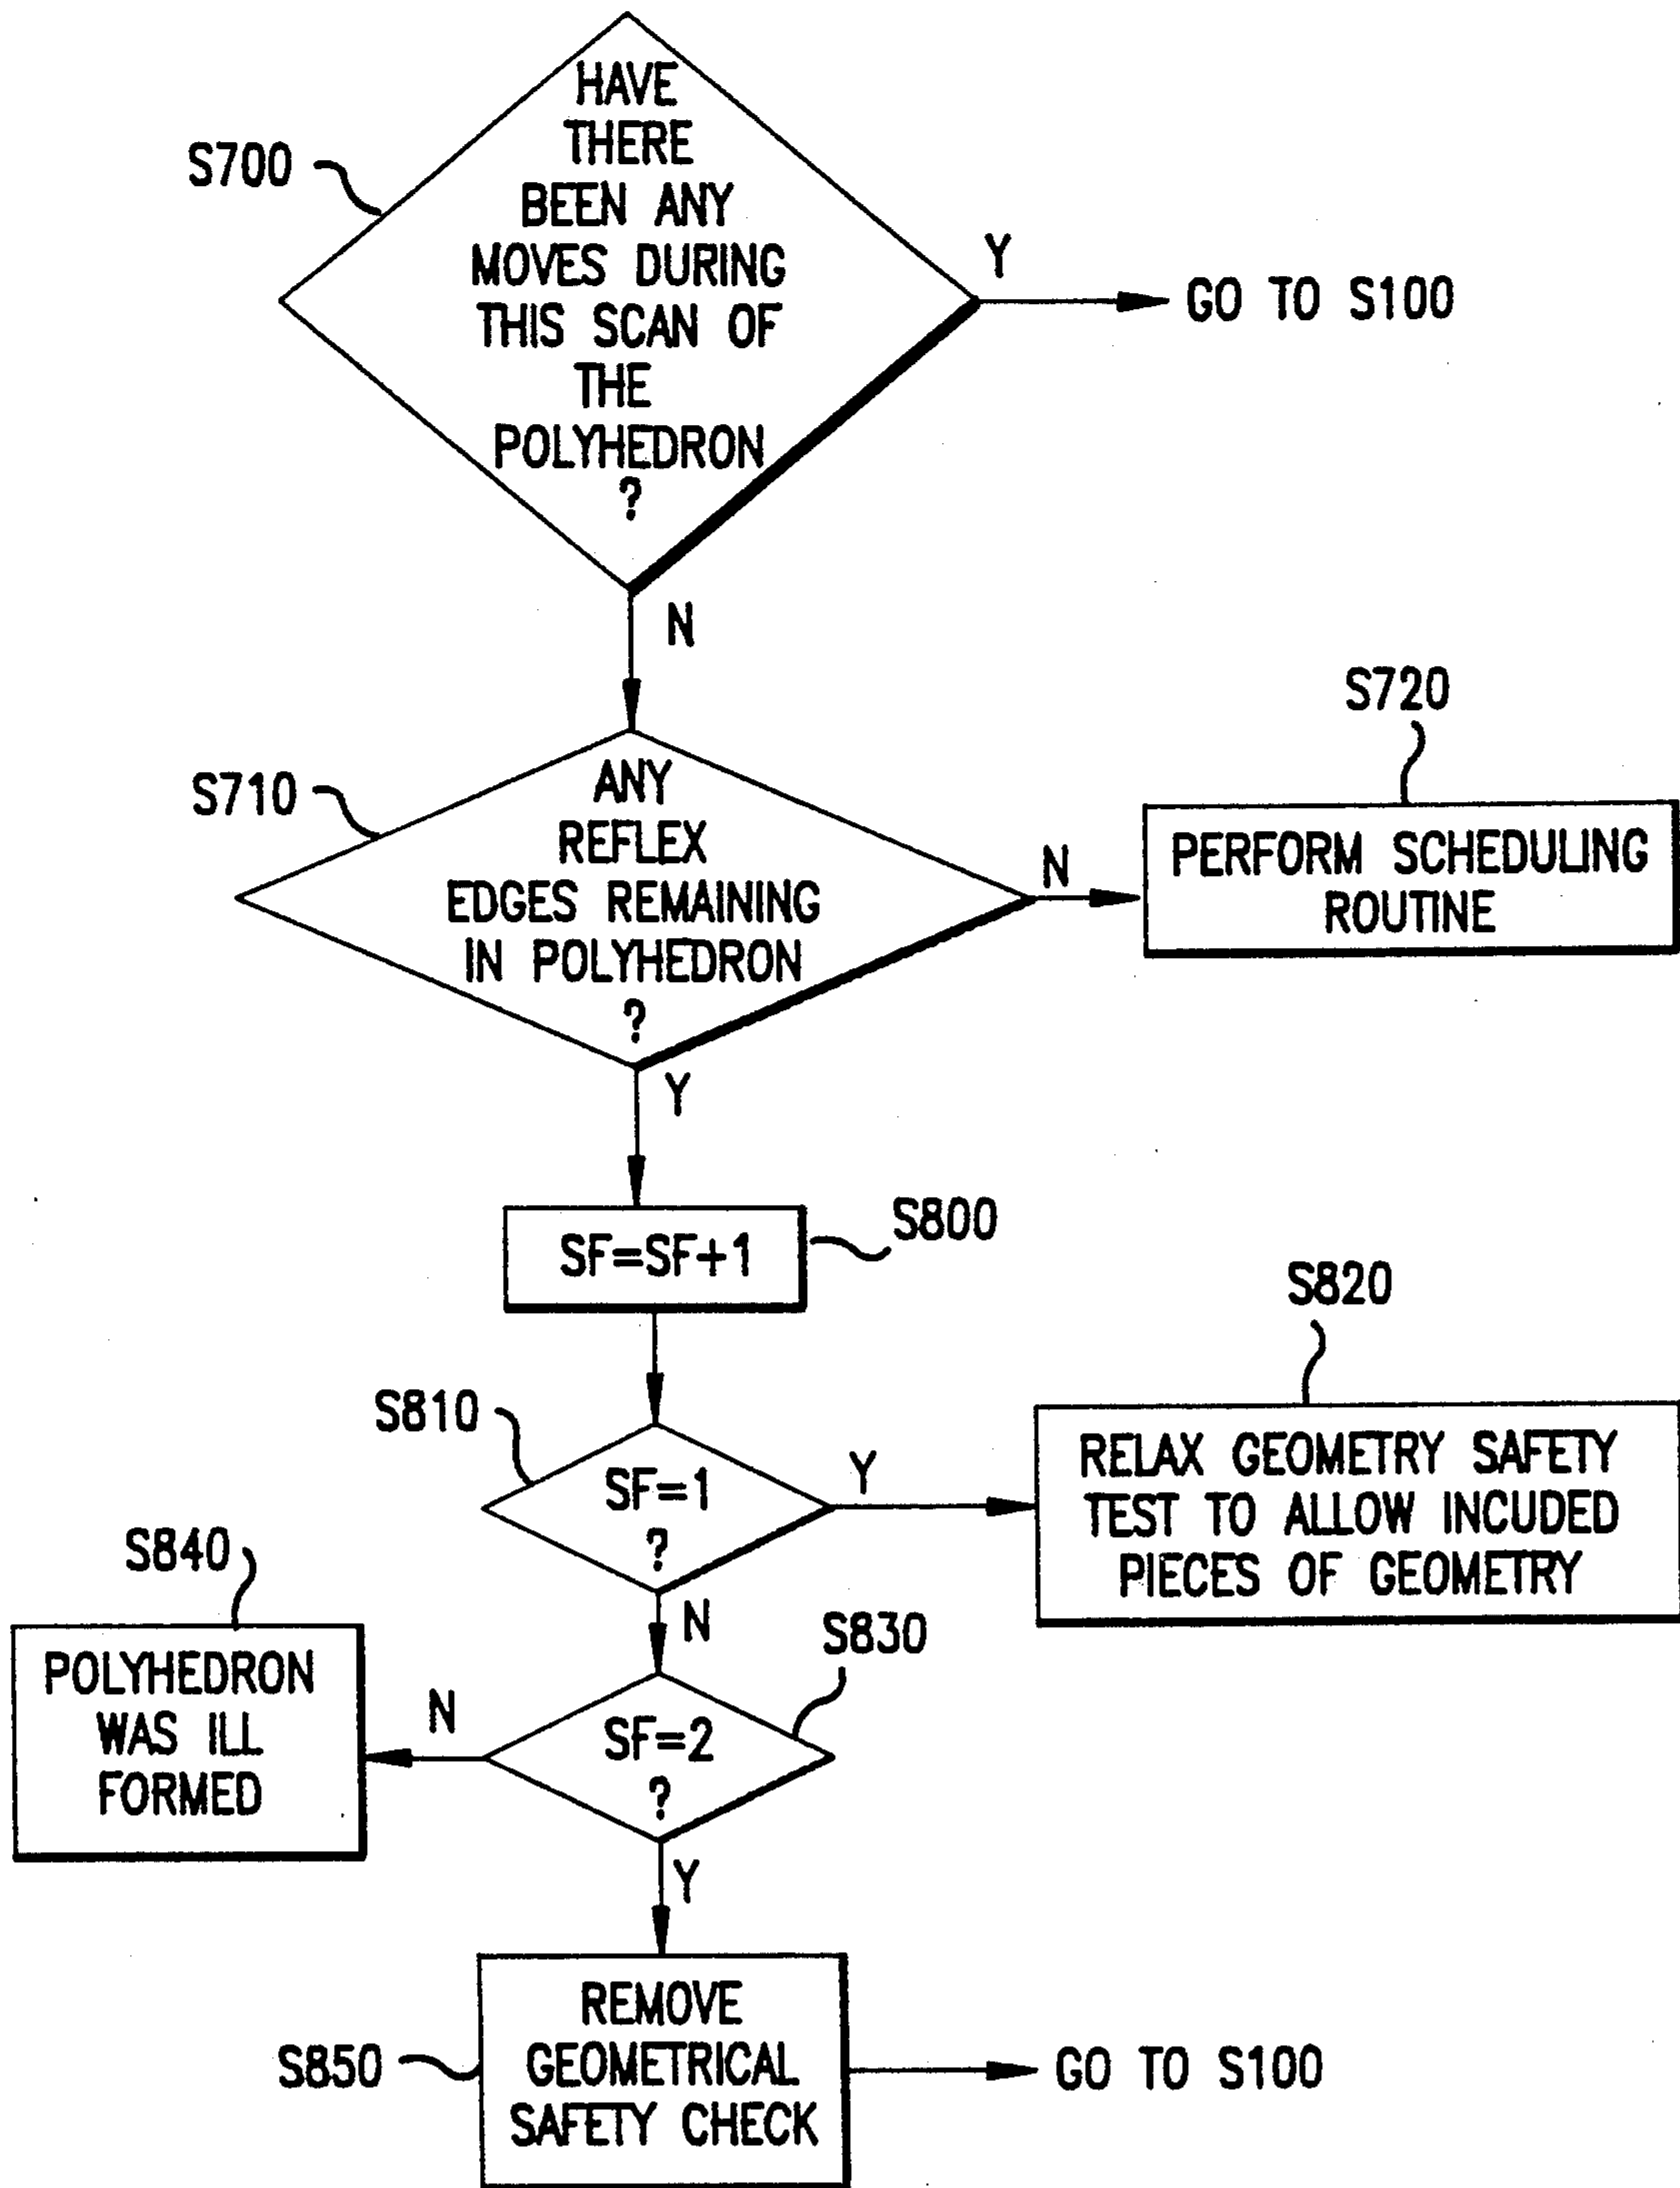 HAVE
THERE
BEEN ANY
MOVES DURING
THIS SCAN OF
THE
POLYHEDRON
?
S700
Y
GO TO S100
N
S710
ANY
REFLEX
EDGES REMAINING
IN POLYHEDRON
?
N
S720
PERFORM SCHEDULING
ROUTINE
Y
SF=SF+1
S800
S810
SF=1
?
Y
S820
RELAX GEOMETRY SAFETY
TEST TO ALLOW INCUDED
PIECES OF GEOMETRY
N
S830
SF=2
?
N
S840
POLYHEDRON
WAS ILL
FORMED
Y
S850
REMOVE
GEOMETRICAL
SAFETY CHECK
GO TO S100